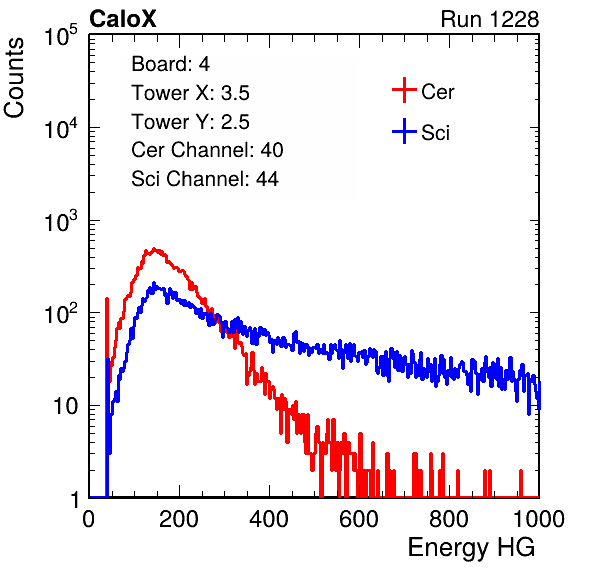 CaloX Run 1228
Counts
10^5
10^4
10^3
10^2
10
1
Board: 4
Tower X: 3.5
Tower Y: 2.5
Cer Channel: 40
Sci Channel: 44
Cer
Sci
0 200 400 600 800 1000
Energy HG